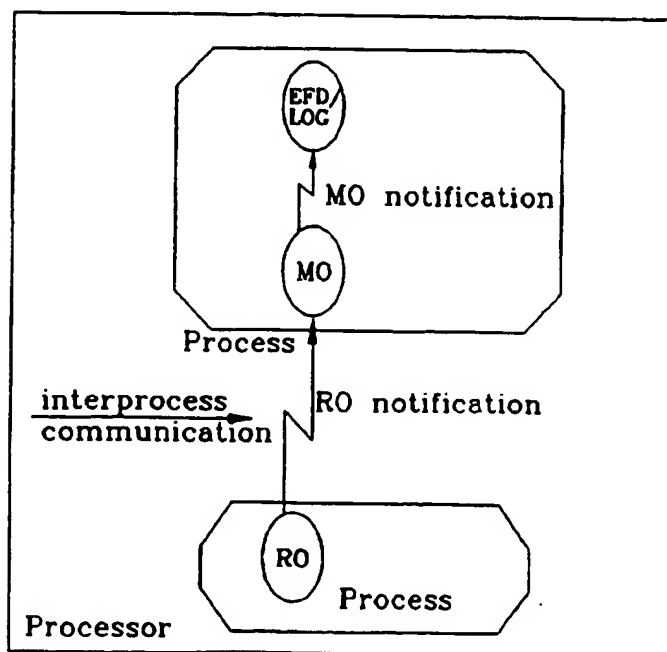 EFD/
LOG
MO notification
MO
Process
interprocess
communication
RO notification
RO
Process
Processor